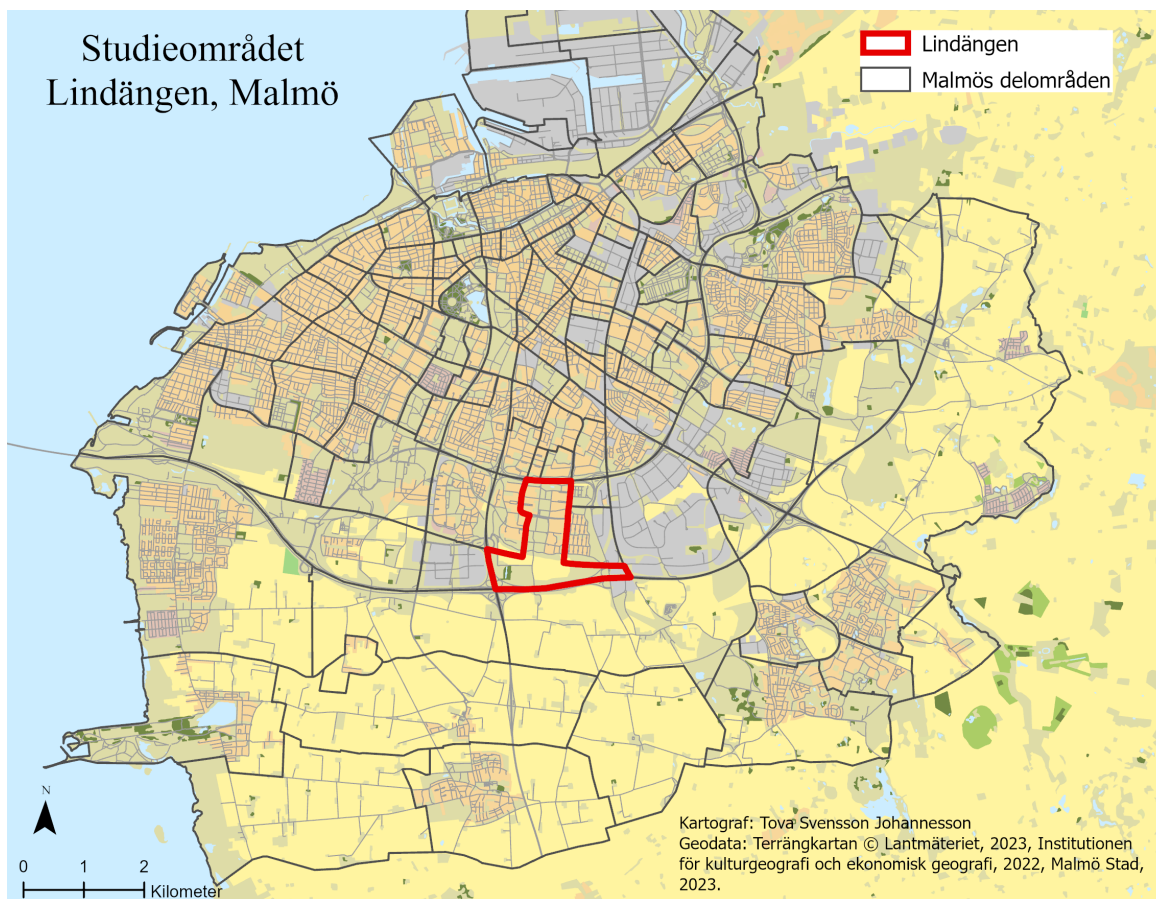 Studieområdet
Lindängen, Malmö
Lindängen
Malmös delområden
N
0 1 2
Kilometer
Kartograf: Tova Svensson Johannesson
Geodata: Terrängkartan © Lantmäteriet, 2023, Institutionen
för kulturgeografi och ekonomisk geografi, 2022, Malmö Stad,
2023.